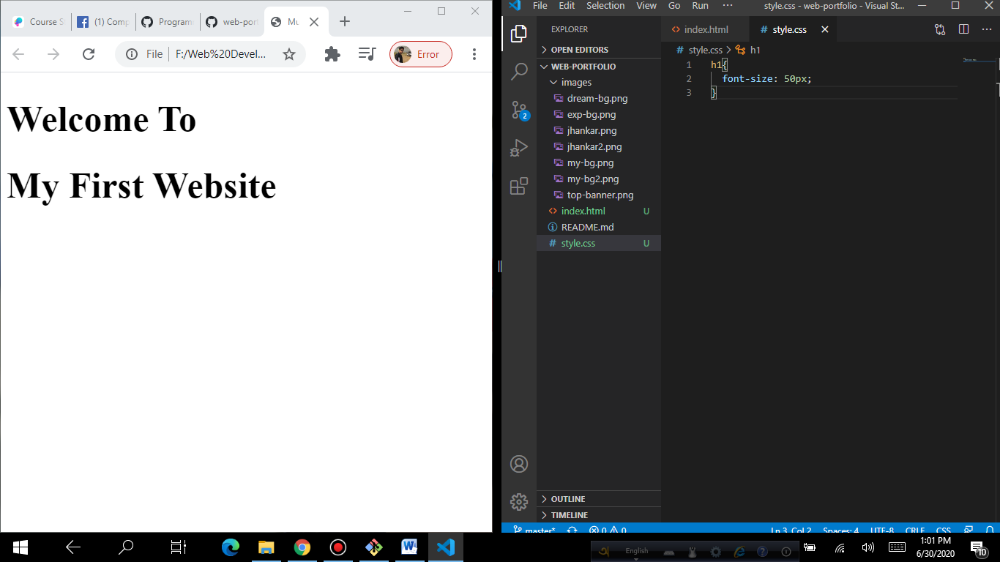 Course S
(1) Comp
Program
web-port
Mu
File
F:/Web%20Devel...
Error
Welcome To
My First Website
File Edit Selection View Go Run ···
style.css - web-portfolio - Visual St...
EXPLORER
OPEN EDITORS
WEB-PORTFOLIO
images
dream-bg.png
exp-bg.png
jhankar.png
jhankar2.png
my-bg.png
my-bg2.png
top-banner.png
index.html U
README.md
style.css U
OUTLINE
TIMELINE
2
index.html
style.css
style.css > h1
1 h1{
2 font-size: 50px;
3 }
master* 0 0 Ln 3, Col 2 Spaces: 4 UTF-8 CRLF CSS
English
1:01 PM
6/30/2020
10